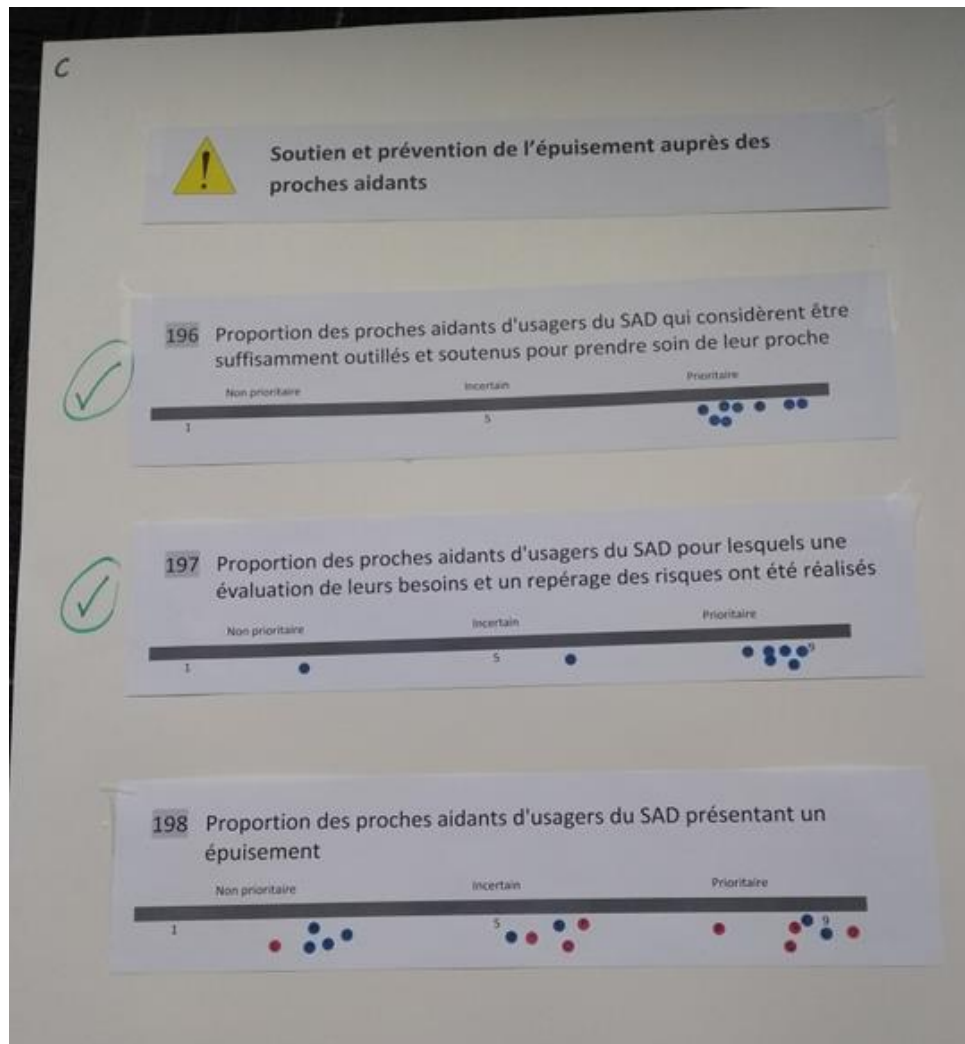 C
Soutien et prévention de l'épuisement auprès des
proches aidants
196 Proportion des proches aidants d'usagers du SAD qui considèrent être
suffisamment outillés et soutenus pour prendre soin de leur proche
Non prioritaire Incertain Prioritaire
1 5
197 Proportion des proches aidants d'usagers du SAD pour lesquels une
évaluation de leurs besoins et un repérage des risques ont été réalisés
Non prioritaire Incertain Prioritaire
1 5 9
198 Proportion des proches aidants d'usagers du SAD présentant un
épuisement
Non prioritaire Incertain Prioritaire
1 5 9